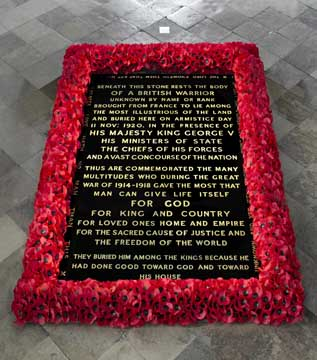 BENEATH THIS STONE RESTS THE BODY
OF A BRITISH WARRIOR
UNKNOWN BY NAME OR RANK
BROUGHT FROM FRANCE TO LIE AMONG
THE MOST ILLUSTRIOUS OF THE LAND
AND BURIED HERE ON ARMISTICE DAY
11 NOV: 1920, IN THE PRESENCE OF
HIS MAJESTY KING GEORGE V
HIS MINISTERS OF STATE
THE CHIEFS OF HIS FORCES
AND A VAST CONCOURSE OF THE NATION
THUS ARE COMMEMORATED THE MANY
MULTITUDES WHO DURING THE GREAT
WAR OF 1914-1918 GAVE THE MOST THAT
MAN CAN GIVE LIFE ITSELF
FOR GOD
FOR KING AND COUNTRY
FOR LOVED ONES HOME AND EMPIRE
FOR THE SACRED CAUSE OF JUSTICE AND
THE FREEDOM OF THE WORLD
THEY BURIED HIM AMONG THE KINGS BECAUSE HE
HAD DONE GOOD TOWARD GOD AND TOWARD
HIS HOUSE